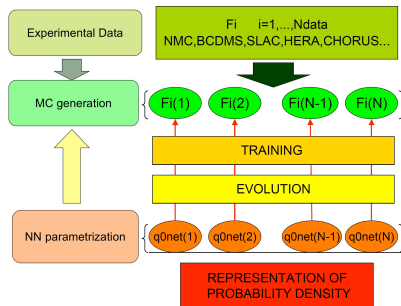 Experimental Data
Fi i=1,...,Ndata
NMC,BCDMS,SLAC,HERA,CHORUS...
MC generation
Fi(1) Fi(2) Fi(N-1) Fi(N)
TRAINING
EVOLUTION
NN parametrization
q0net(1) q0net(2) q0net(N-1) q0net(N)
REPRESENTATION OF
PROBABILITY DENSITY